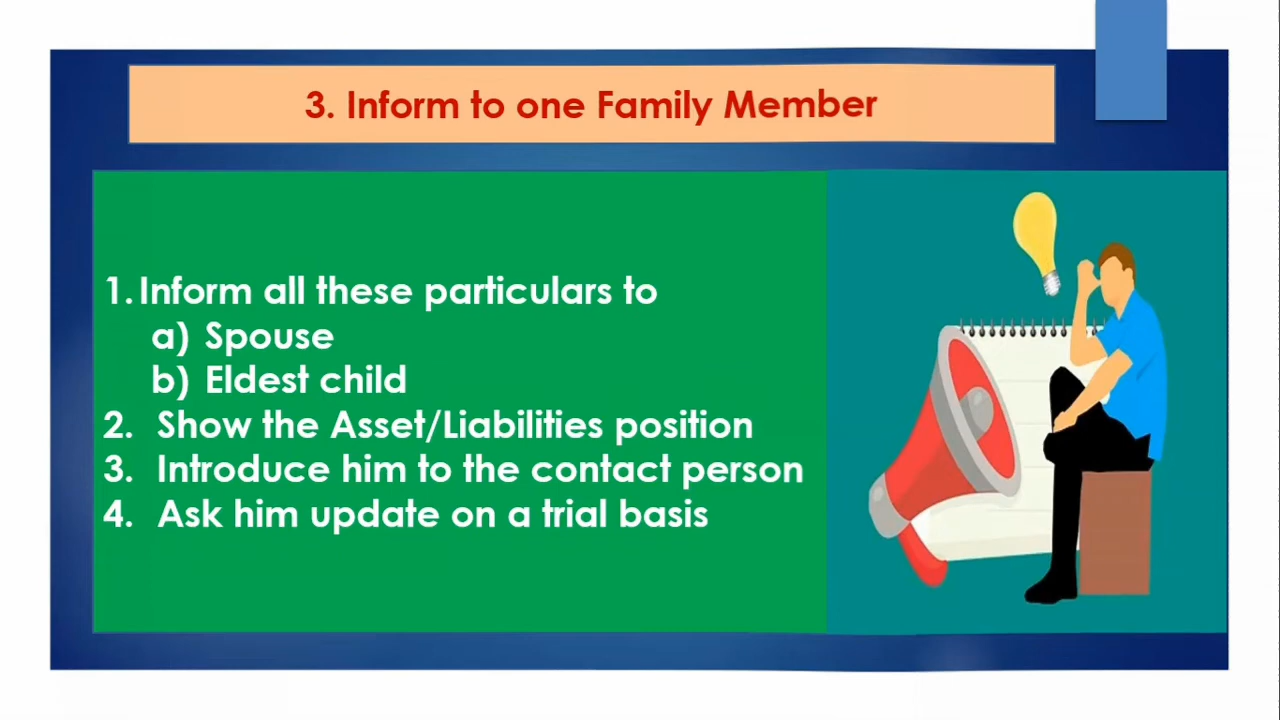 3. Inform to one Family Member
1. Inform all these particulars to
a) Spouse
b) Eldest child
2. Show the Asset/Liabilities position
3. Introduce him to the contact person
4. Ask him update on a trial basis